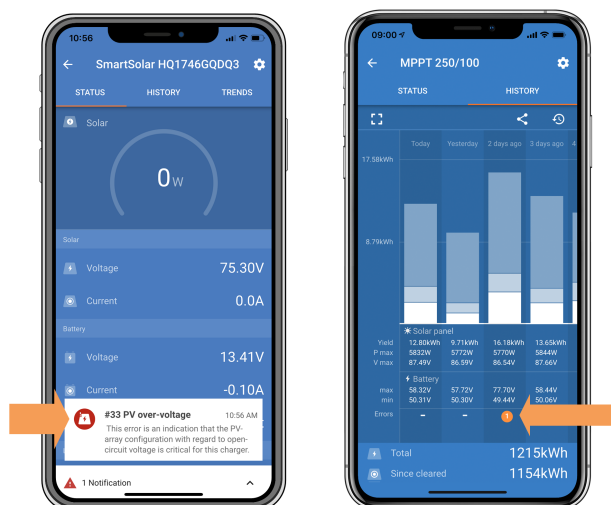 10:56
SmartSolar HQ1746GQDQ3
STATUS HISTORY TRENDS
Solar
0W
Solar
Voltage 75.30V
Current 0.0A
Battery
Voltage 13.41V
Current -0.10A
#33 PV over-voltage 10:56 AM
This error is an indication that the PV-
array configuration with regard to open-
circuit voltage is critical for this charger.
1 Notification
09:00
MPPT 250/100
STATUS HISTORY
Today Yesterday 2 days ago 3 days ago 4
17.58kWh
8.79kWh
Solar panel
Yield 12.80kWh 9.71kWh 16.18kWh 13.65kWh
P max 5832W 5772W 5770W 5844W
V max 87.49V 86.59V 86.54V 87.66V
Battery
max 58.32V 57.72V 77.70V 58.44V
min 50.31V 50.30V 49.44V 50.06V
Errors - - 1
Total 1215kWh
Since cleared 1154kWh